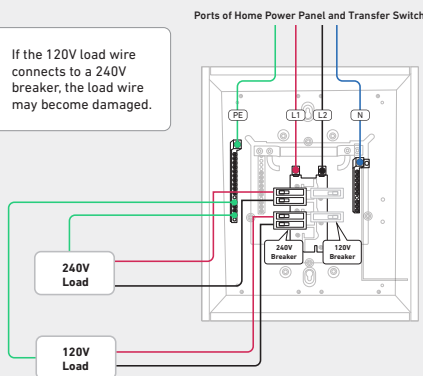 Ports of Home Power Panel and Transfer Switch
If the 120V load wire
connects to a 240V
breaker, the load wire
may become damaged.
PE
L1
L2
N
240V
Breaker
120V
Breaker
240V
Load
120V
Load